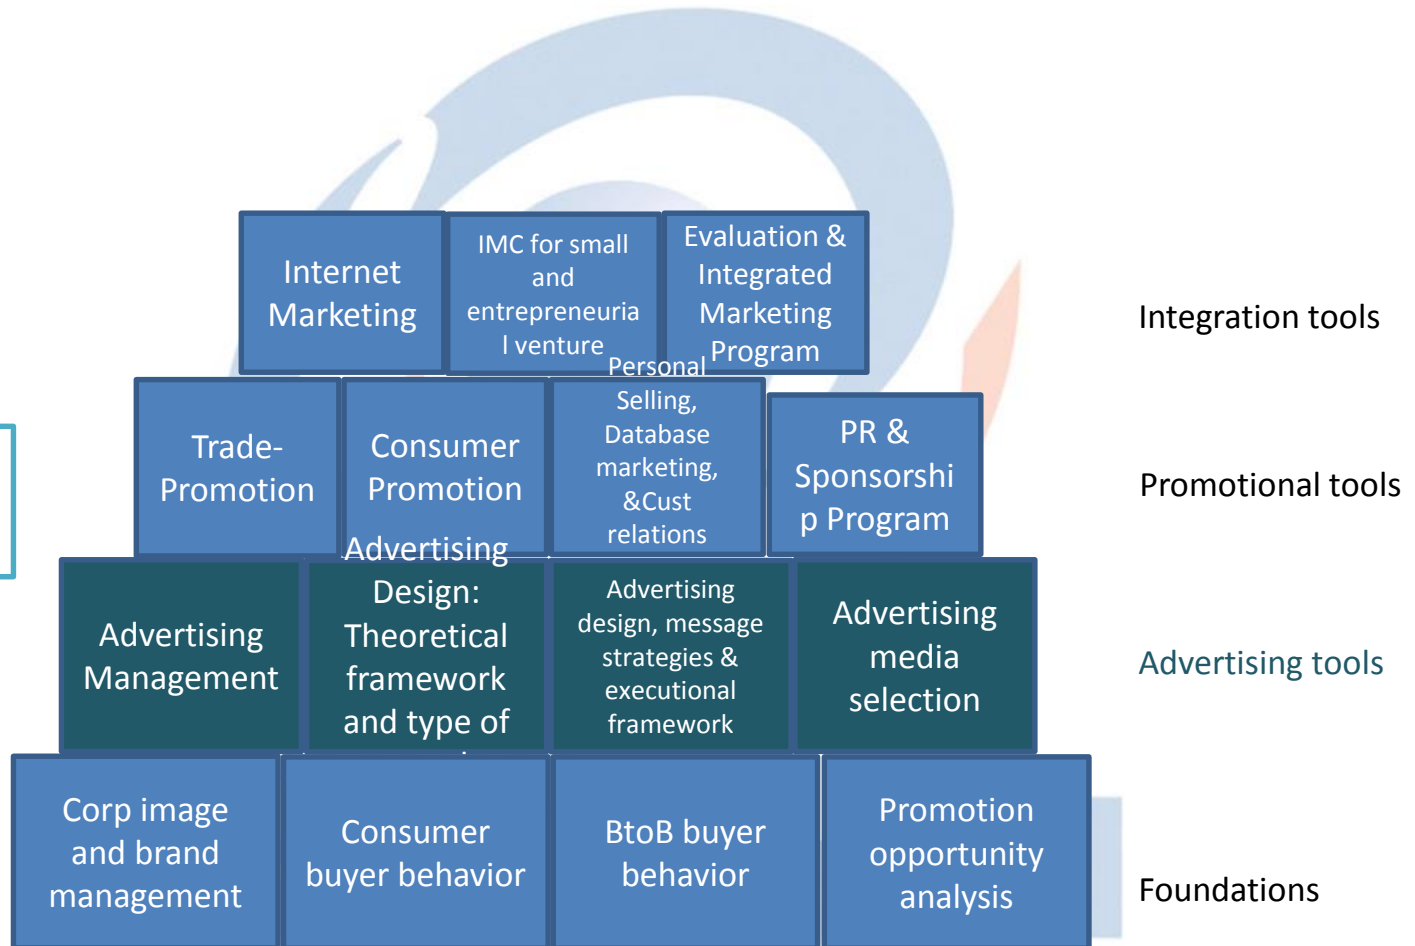 Internet
Marketing
IMC for small
and
entrepreneuria
l venture
Evaluation &
Integrated
Marketing
Program
Integration tools
Trade-
Promotion
Consumer
Promotion
Personal
Selling,
Database
marketing,
&Cust
relations
PR &
Sponsorshi
p Program
Promotional tools
Advertising
Management
Advertising
Design:
Theoretical
framework
and type of
Advertising
design, message
strategies &
executional
framework
Advertising
media
selection
Advertising tools
Corp image
and brand
management
Consumer
buyer behavior
BtoB buyer
behavior
Promotion
opportunity
analysis
Foundations